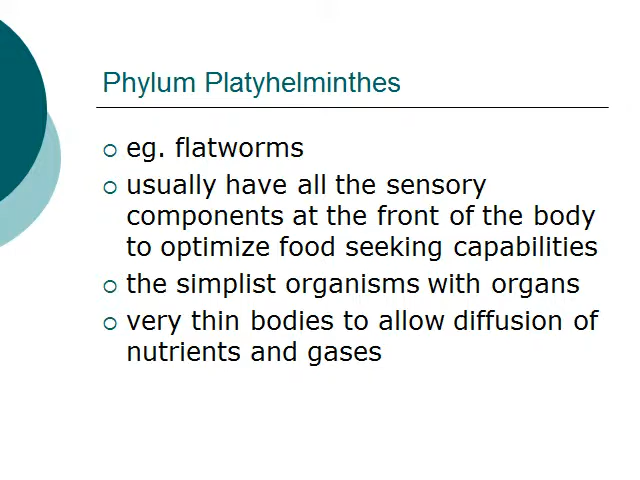 Phylum Platyhelminthes
eg. flatworms
usually have all the sensory
components at the front of the body
to optimize food seeking capabilities
the simplist organisms with organs
very thin bodies to allow diffusion of
nutrients and gases